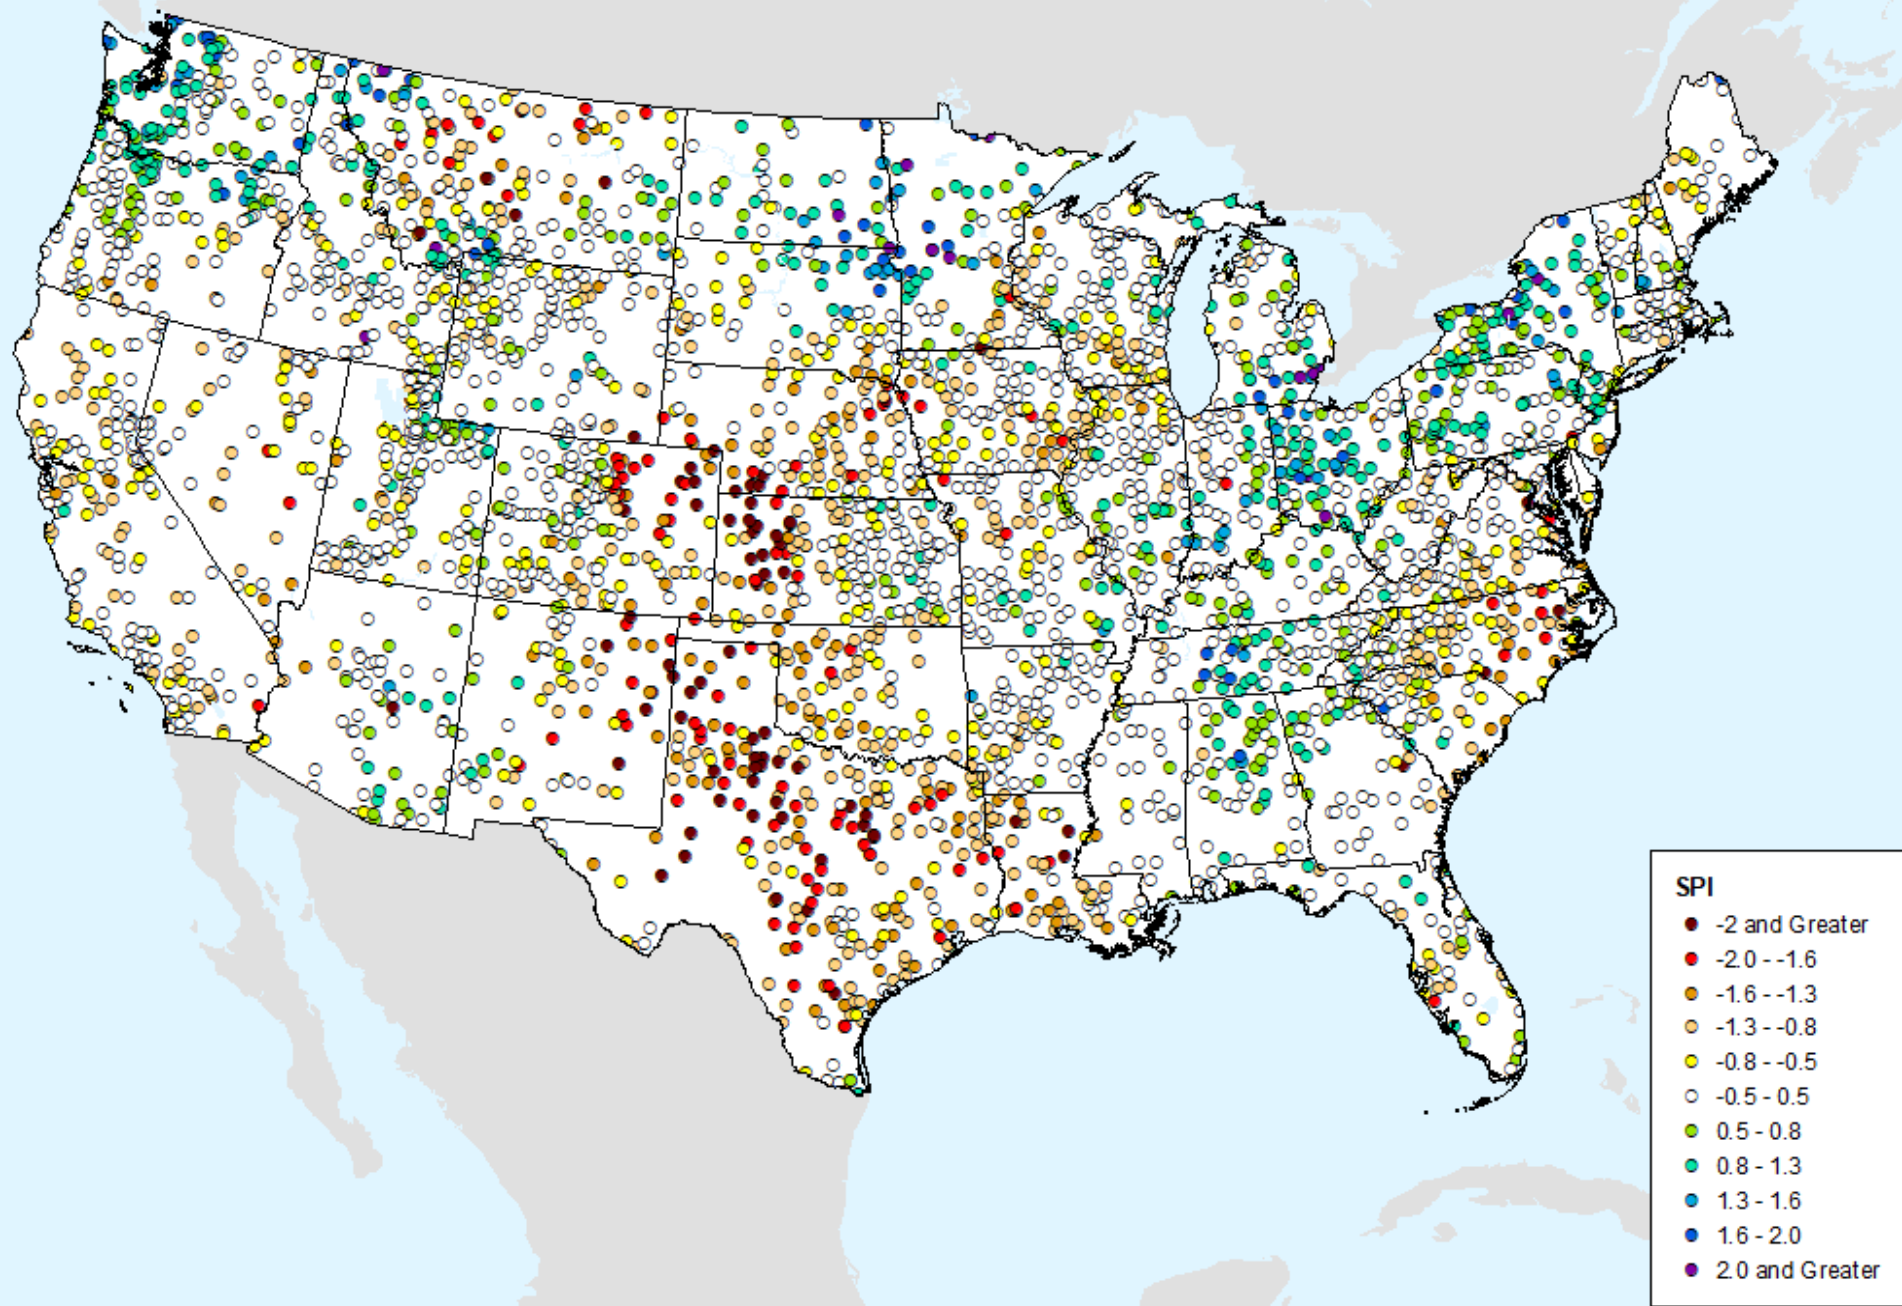 SPI
-2 and Greater
-2.0 - -1.6
-1.6 - -1.3
-1.3 - -0.8
-0.8 - -0.5
-0.5 - 0.5
0.5 - 0.8
0.8 - 1.3
1.3 - 1.6
1.6 - 2.0
2.0 and Greater